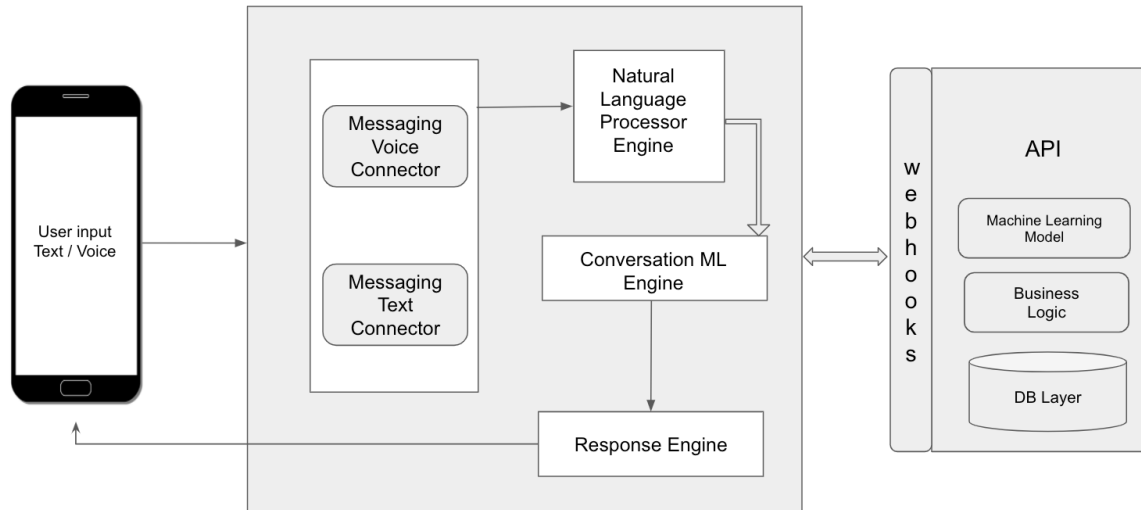 User input
Text / Voice
Messaging
Voice
Connector
Messaging
Text
Connector
Natural
Language
Processor
Engine
Conversation ML
Engine
Response Engine
webhooks
API
Machine Learning
Model
Business
Logic
DB Layer